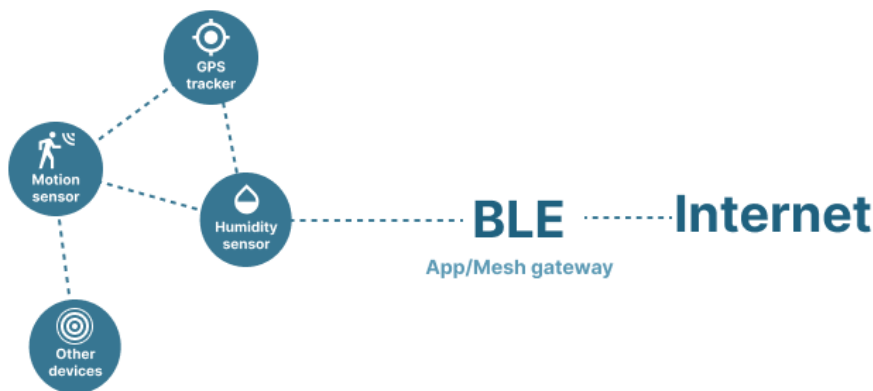 GPS
tracker
Motion
sensor
Humidity
sensor
BLE
Internet
App/Mesh gateway
Other
devices